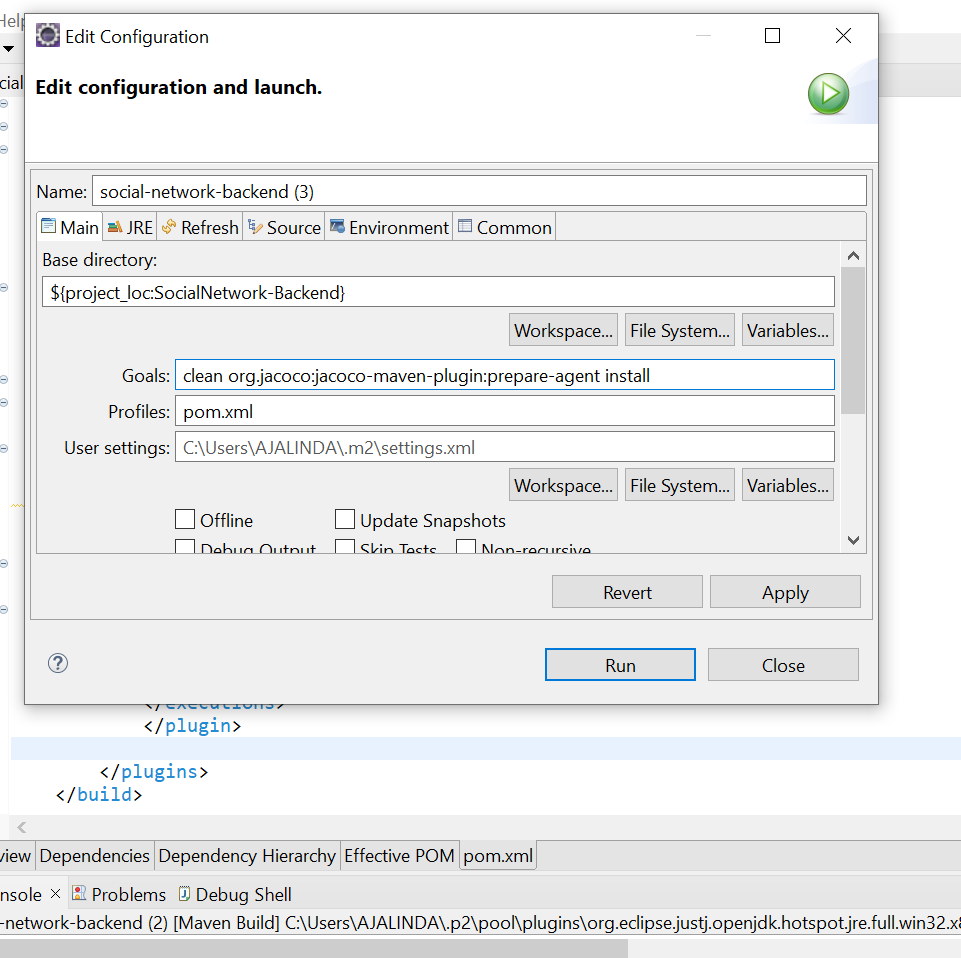 Help
Edit Configuration
Edit configuration and launch.
Name: social-network-backend (3)
Main JRE Refresh Source Environment Common
Base directory:
${project_loc:SocialNetwork-Backend}
Workspace... File System... Variables...
Goals: clean org.jacoco:jacoco-maven-plugin:prepare-agent install
Profiles: pom.xml
User settings: C:\Users\AJALINDA\.m2\settings.xml
Workspace... File System... Variables...
Offline Update Snapshots
Debug Output Skip Tests Non-recursive
Revert Apply
Run Close
</executions>
</plugin>
</plugins>
</build>
view Dependencies Dependency Hierarchy Effective POM pom.xml
nsole Problems Debug Shell
-network-backend (2) [Maven Build] C:\Users\AJALINDA\.p2\pool\plugins\org.eclipse.justj.openjdk.hotspot.jre.full.win32.x8